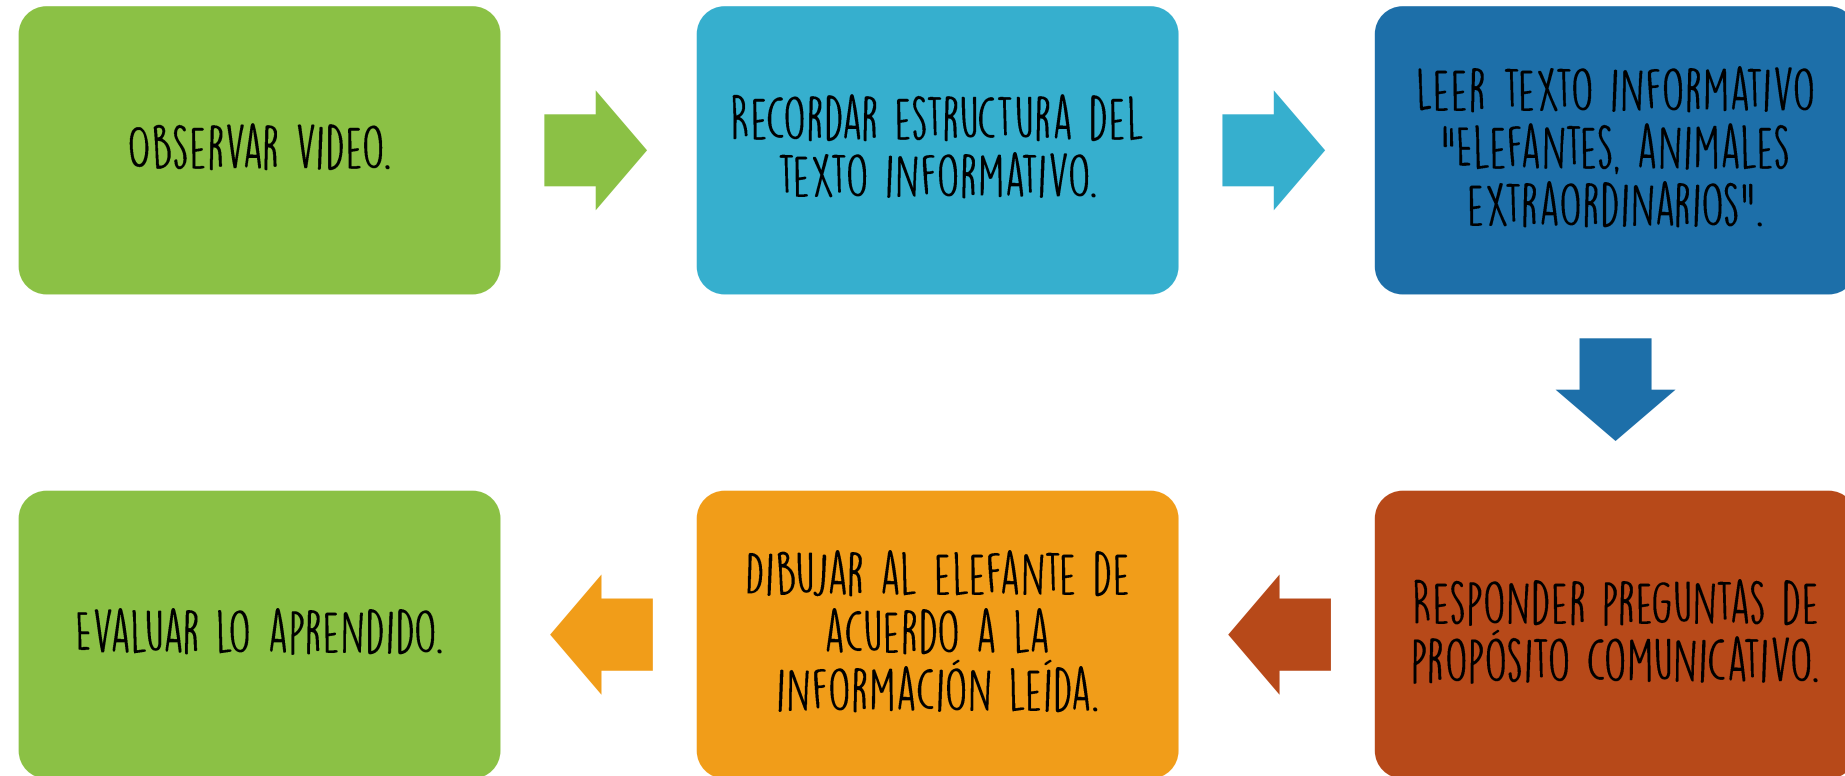 OBSERVAR VIDEO.
RECORDAR ESTRUCTURA DEL
TEXTO INFORMATIVO.
LEER TEXTO INFORMATIVO
"ELEFANTES, ANIMALES
EXTRAORDINARIOS".
RESPONDER PREGUNTAS DE
PROPÓSITO COMUNICATIVO.
DIBUJAR AL ELEFANTE DE
ACUERDO A LA
INFORMACIÓN LEÍDA.
EVALUAR LO APRENDIDO.